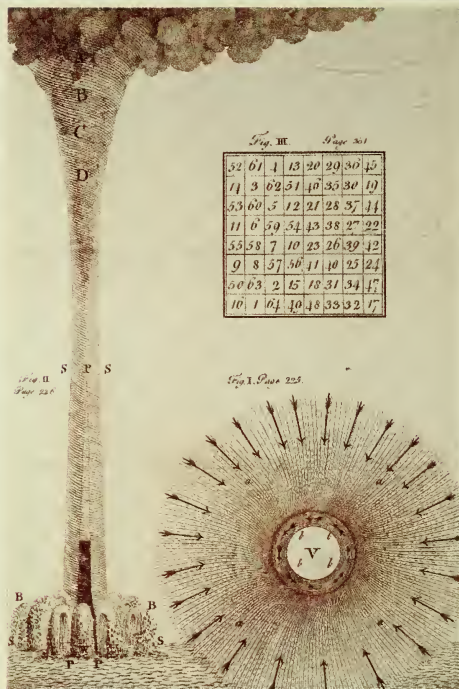 A
B
C
D
Fig. III Page
52 61 4 13 20 29 36 45
14 3 62 51 46 35 30 19
53 60 5 12 21 28 37 44
11 6 59 54 43 38 27 22
55 58 7 10 23 26 39 42
9 8 57 56 41 40 25 24
50 63 2 15 18 31 34 47
16 1 64 49 48 33 32 17
S P S
Fig. II
Page 226
Fig. I. Page 225.
a a
b b
V
b b
a a
B B
S S
P P